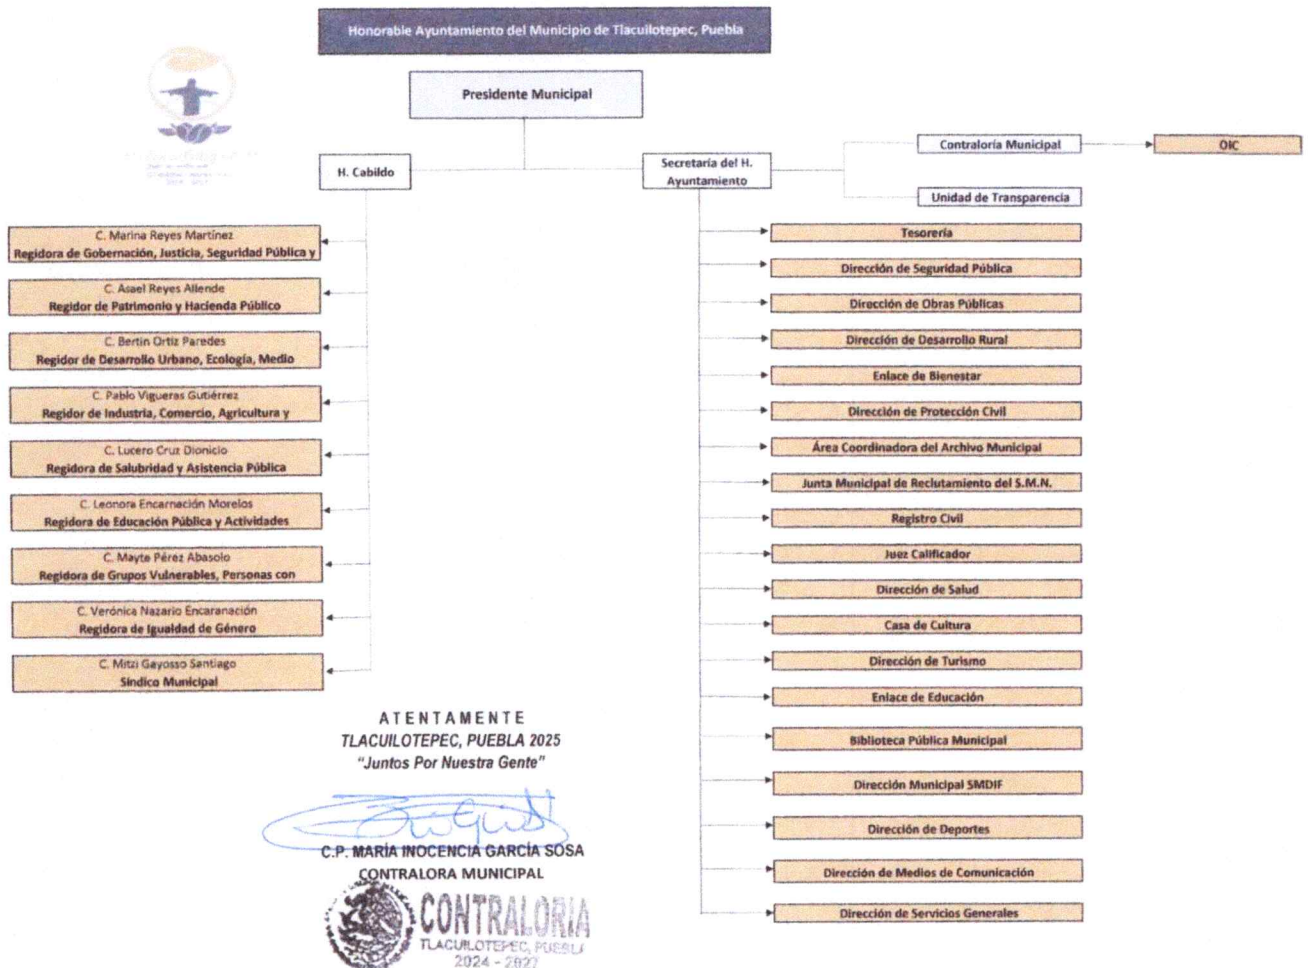 Honorable Ayuntamiento del Municipio de Tlacuilotepec, Puebla
Presidente Municipal
H. Cabildo
Secretaría del H.
Ayuntamiento
Contraloría Municipal
OIC
Unidad de Transparencia
C. Marina Reyes Martínez
Regidora de Gobernación, Justicia, Seguridad Pública y
C. Asael Reyes Allende
Regidor de Patrimonio y Hacienda Público
C. Bertin Ortiz Paredes
Regidor de Desarrollo Urbano, Ecología, Medio
C. Pablo Vigueras Gutiérrez
Regidor de Industria, Comercio, Agricultura y
C. Lucero Cruz Dionicio
Regidora de Salubridad y Asistencia Pública
C. Leonora Encarnación Morelos
Regidora de Educación Pública y Actividades
C. Mayte Pérez Abasolo
Regidora de Grupos Vulnerables, Personas con
C. Verónica Nazario Encaranación
Regidora de Igualdad de Género
C. Mitzi Gayosso Santiago
Sindico Municipal
Tesorería
Dirección de Seguridad Pública
Dirección de Obras Públicas
Dirección de Desarrollo Rural
Enlace de Bienestar
Dirección de Protección Civil
Área Coordinadora del Archivo Municipal
Junta Municipal de Reclutamiento del S.M.N.
Registro Civil
Juez Calificador
Dirección de Salud
Casa de Cultura
Dirección de Turismo
Enlace de Educación
Biblioteca Pública Municipal
Dirección Municipal SMDIF
Dirección de Deportes
Dirección de Medios de Comunicación
Dirección de Servicios Generales
ATENTAMENTE
TLACUILOTEPEC, PUEBLA 2025
"Juntos Por Nuestra Gente"
C.P. MARÍA INOCENCIA GARCÍA SOSA
CONTRALORA MUNICIPAL
CONTRALORIA
TLACUILOTEPEC, PUEBLA
2024 - 2027